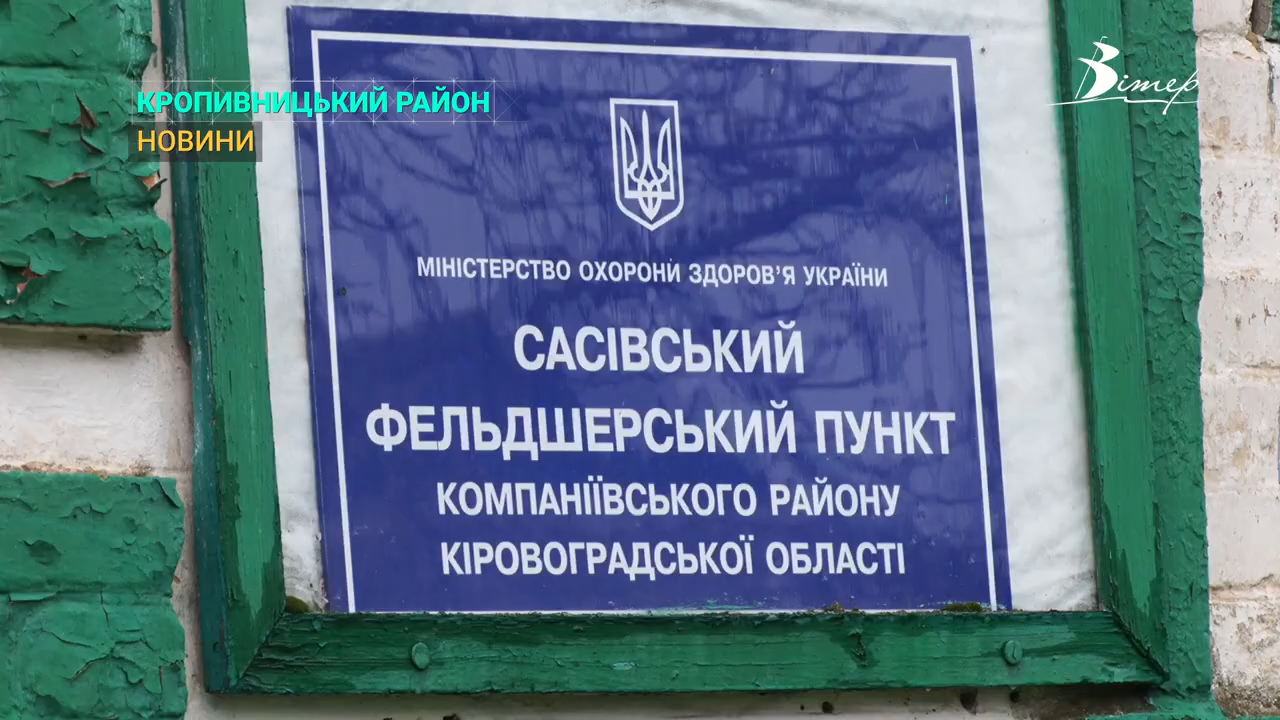 КРОПИВНИЦЬКИЙ РАЙОН
НОВИНИ
Вітер
МІНІСТЕРСТВО ОХОРОНИ ЗДОРОВ'Я УКРАЇНИ
САСІВСЬКИЙ
ФЕЛЬДШЕРСЬКИЙ ПУНКТ
КОМПАНІЇВСЬКОГО РАЙОНУ
КІРОВОГРАДСЬКОЇ ОБЛАСТІ